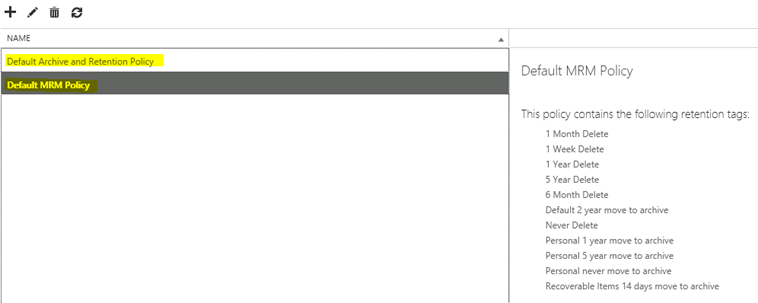 NAME
Default Archive and Retention Policy
Default MRM Policy
Default MRM Policy
This policy contains the following retention tags:
1 Month Delete
1 Week Delete
1 Year Delete
5 Year Delete
6 Month Delete
Default 2 year move to archive
Never Delete
Personal 1 year move to archive
Personal 5 year move to archive
Personal never move to archive
Recoverable Items 14 days move to archive